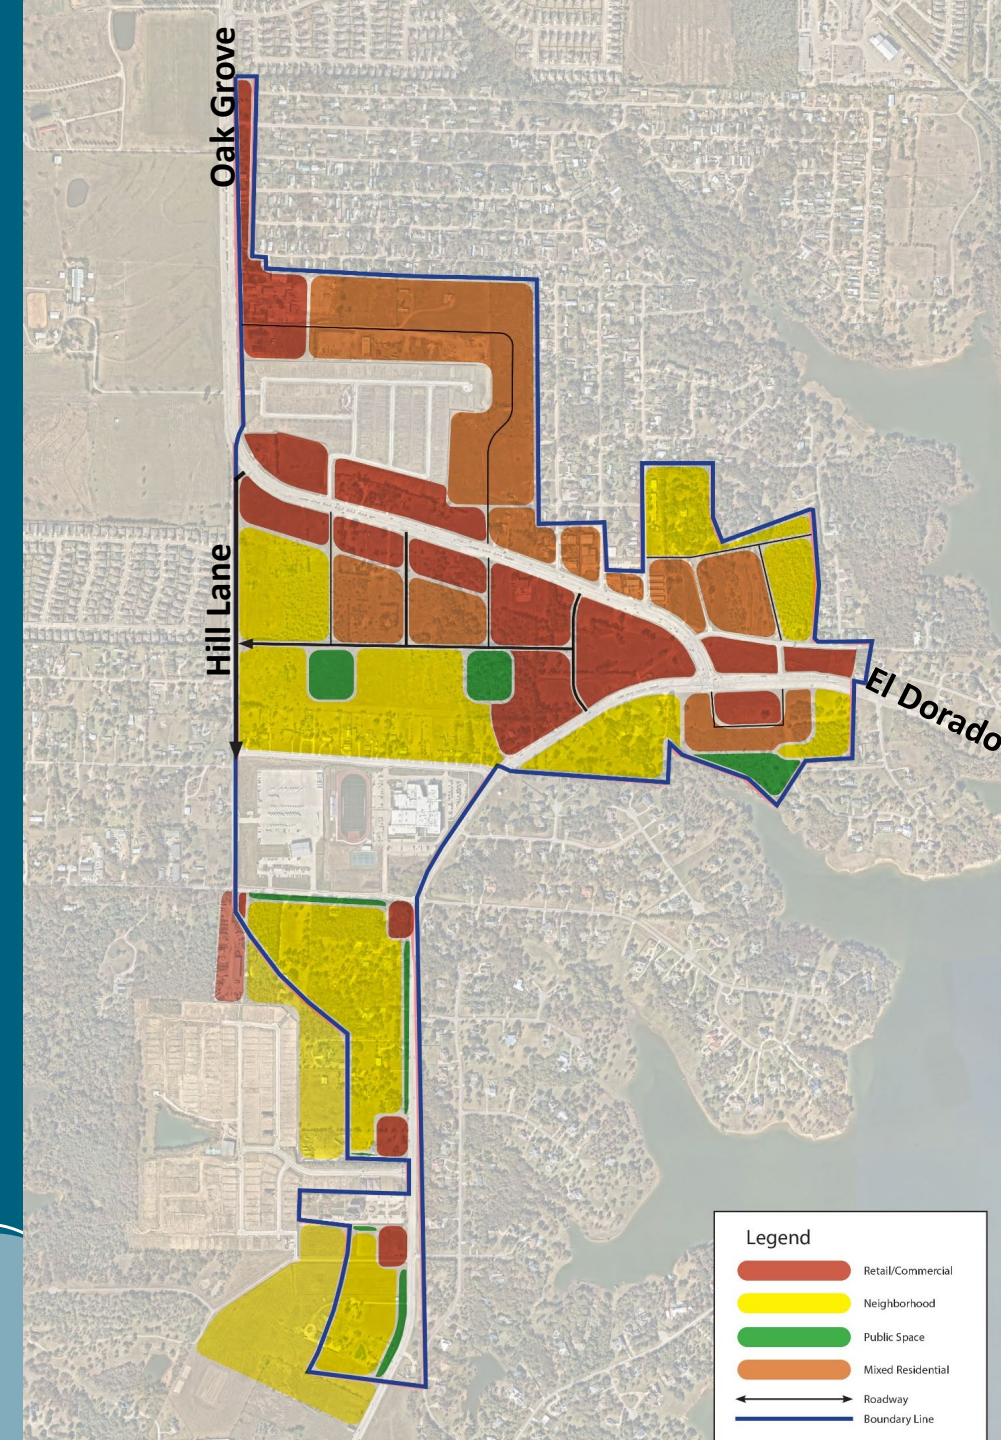 Oak Grove
Hill Lane
El Dorado
Legend
Retail/Commercial
Neighborhood
Public Space
Mixed Residential
Roadway
Boundary Line